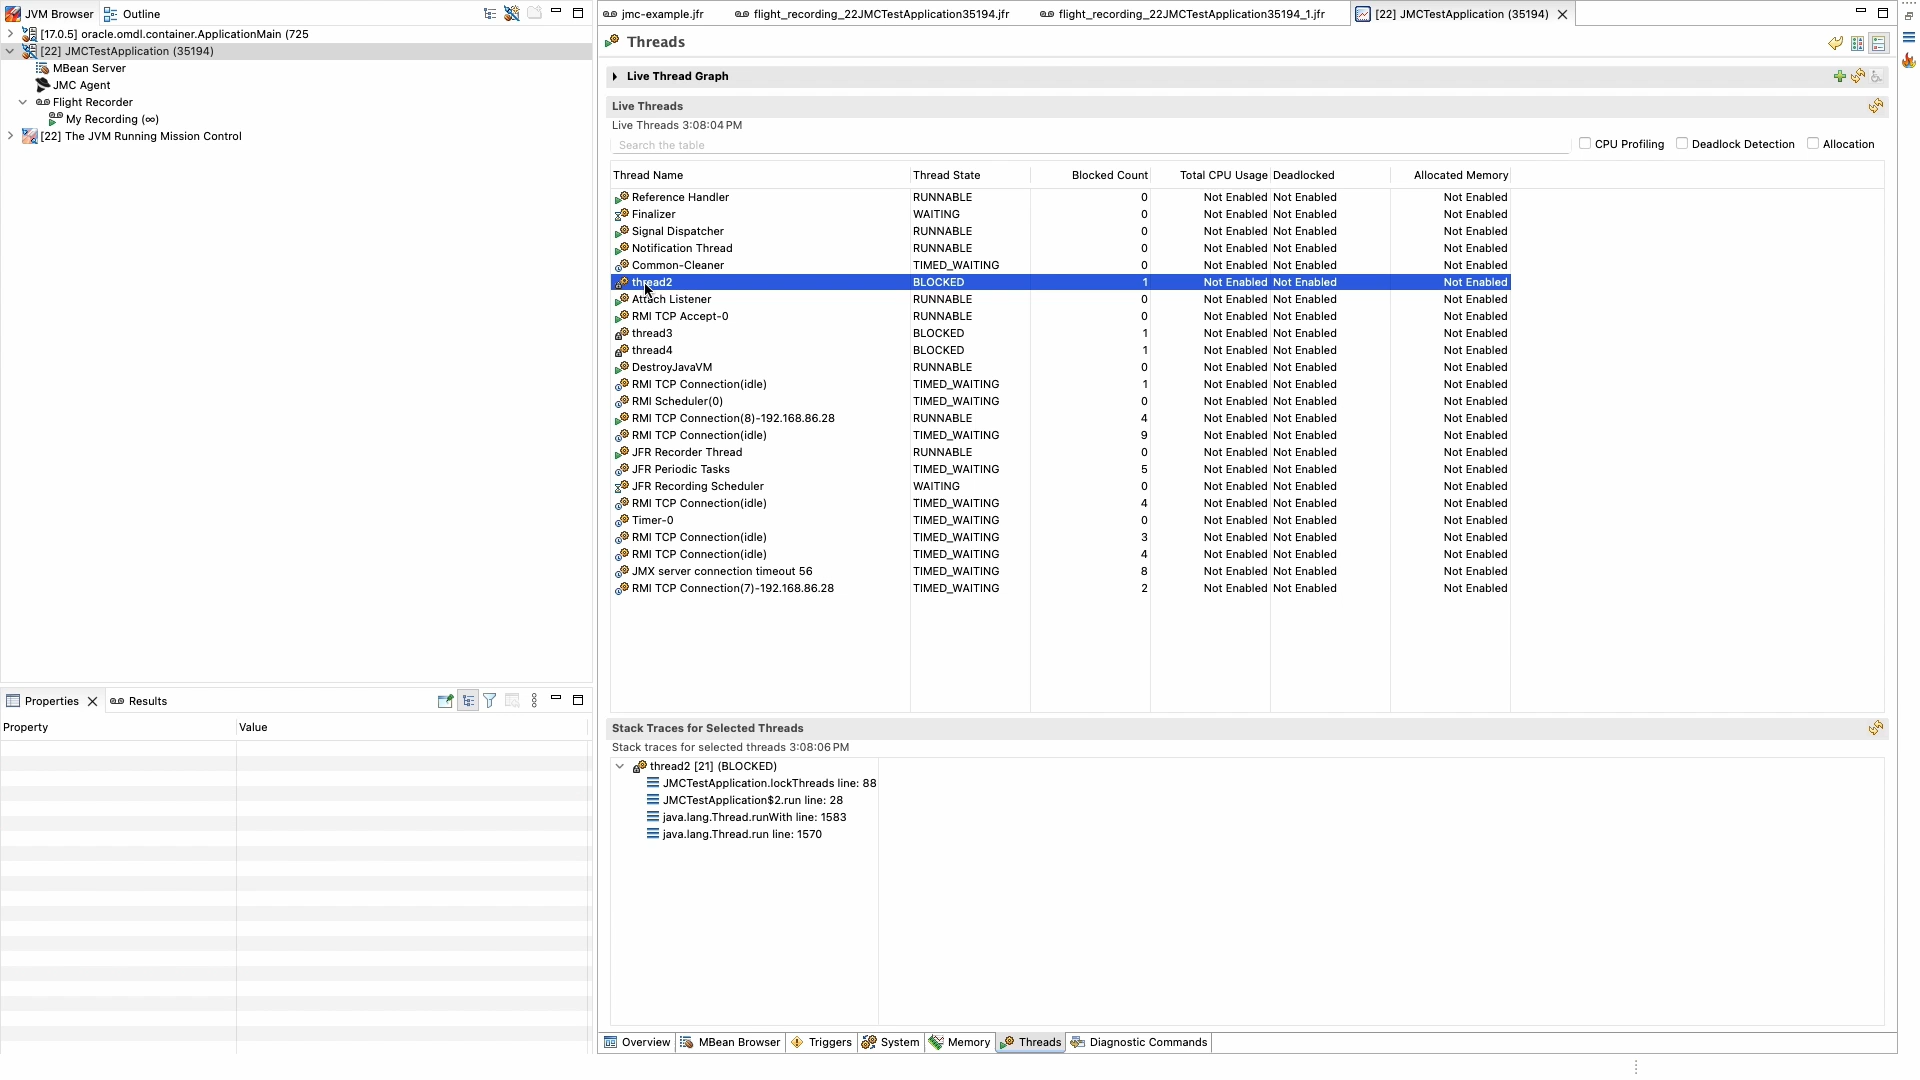 JVM Browser
Outline
[17.0.5] oracle.omdl.container.ApplicationMain (725
[22] JMCTestApplication (35194)
MBean Server
JMC Agent
Flight Recorder
My Recording (∞)
[22] The JVM Running Mission Control
Properties
Results
Property Value
jmc-example.jfr
flight_recording_22JMCTestApplication35194.jfr
flight_recording_22JMCTestApplication35194_1.jfr
[22] JMCTestApplication (35194)
Threads
Live Thread Graph
Live Threads
Live Threads 3:08:04 PM
Search the table
CPU Profiling Deadlock Detection Allocation
Thread Name Thread State Blocked Count Total CPU Usage Deadlocked Allocated Memory
Reference Handler RUNNABLE 0 Not Enabled Not Enabled Not Enabled
Finalizer WAITING 0 Not Enabled Not Enabled Not Enabled
Signal Dispatcher RUNNABLE 0 Not Enabled Not Enabled Not Enabled
Notification Thread RUNNABLE 0 Not Enabled Not Enabled Not Enabled
Common-Cleaner TIMED_WAITING 0 Not Enabled Not Enabled Not Enabled
thread2 BLOCKED 1 Not Enabled Not Enabled Not Enabled
Attach Listener RUNNABLE 0 Not Enabled Not Enabled Not Enabled
RMI TCP Accept-0 RUNNABLE 0 Not Enabled Not Enabled Not Enabled
thread3 BLOCKED 1 Not Enabled Not Enabled Not Enabled
thread4 BLOCKED 1 Not Enabled Not Enabled Not Enabled
DestroyJavaVM RUNNABLE 0 Not Enabled Not Enabled Not Enabled
RMI TCP Connection(idle) TIMED_WAITING 1 Not Enabled Not Enabled Not Enabled
RMI Scheduler(0) TIMED_WAITING 0 Not Enabled Not Enabled Not Enabled
RMI TCP Connection(8)-192.168.86.28 RUNNABLE 4 Not Enabled Not Enabled Not Enabled
RMI TCP Connection(idle) TIMED_WAITING 9 Not Enabled Not Enabled Not Enabled
JFR Recorder Thread RUNNABLE 0 Not Enabled Not Enabled Not Enabled
JFR Periodic Tasks TIMED_WAITING 5 Not Enabled Not Enabled Not Enabled
JFR Recording Scheduler WAITING 0 Not Enabled Not Enabled Not Enabled
RMI TCP Connection(idle) TIMED_WAITING 4 Not Enabled Not Enabled Not Enabled
Timer-0 TIMED_WAITING 0 Not Enabled Not Enabled Not Enabled
RMI TCP Connection(idle) TIMED_WAITING 3 Not Enabled Not Enabled Not Enabled
RMI TCP Connection(idle) TIMED_WAITING 4 Not Enabled Not Enabled Not Enabled
JMX server connection timeout 56 TIMED_WAITING 8 Not Enabled Not Enabled Not Enabled
RMI TCP Connection(7)-192.168.86.28 TIMED_WAITING 2 Not Enabled Not Enabled Not Enabled
Stack Traces for Selected Threads
Stack traces for selected threads 3:08:06 PM
thread2 [21] (BLOCKED)
JMCTestApplication.lockThreads line: 88
JMCTestApplication$2.run line: 28
java.lang.Thread.runWith line: 1583
java.lang.Thread.run line: 1570
Overview MBean Browser Triggers System Memory Threads Diagnostic Commands